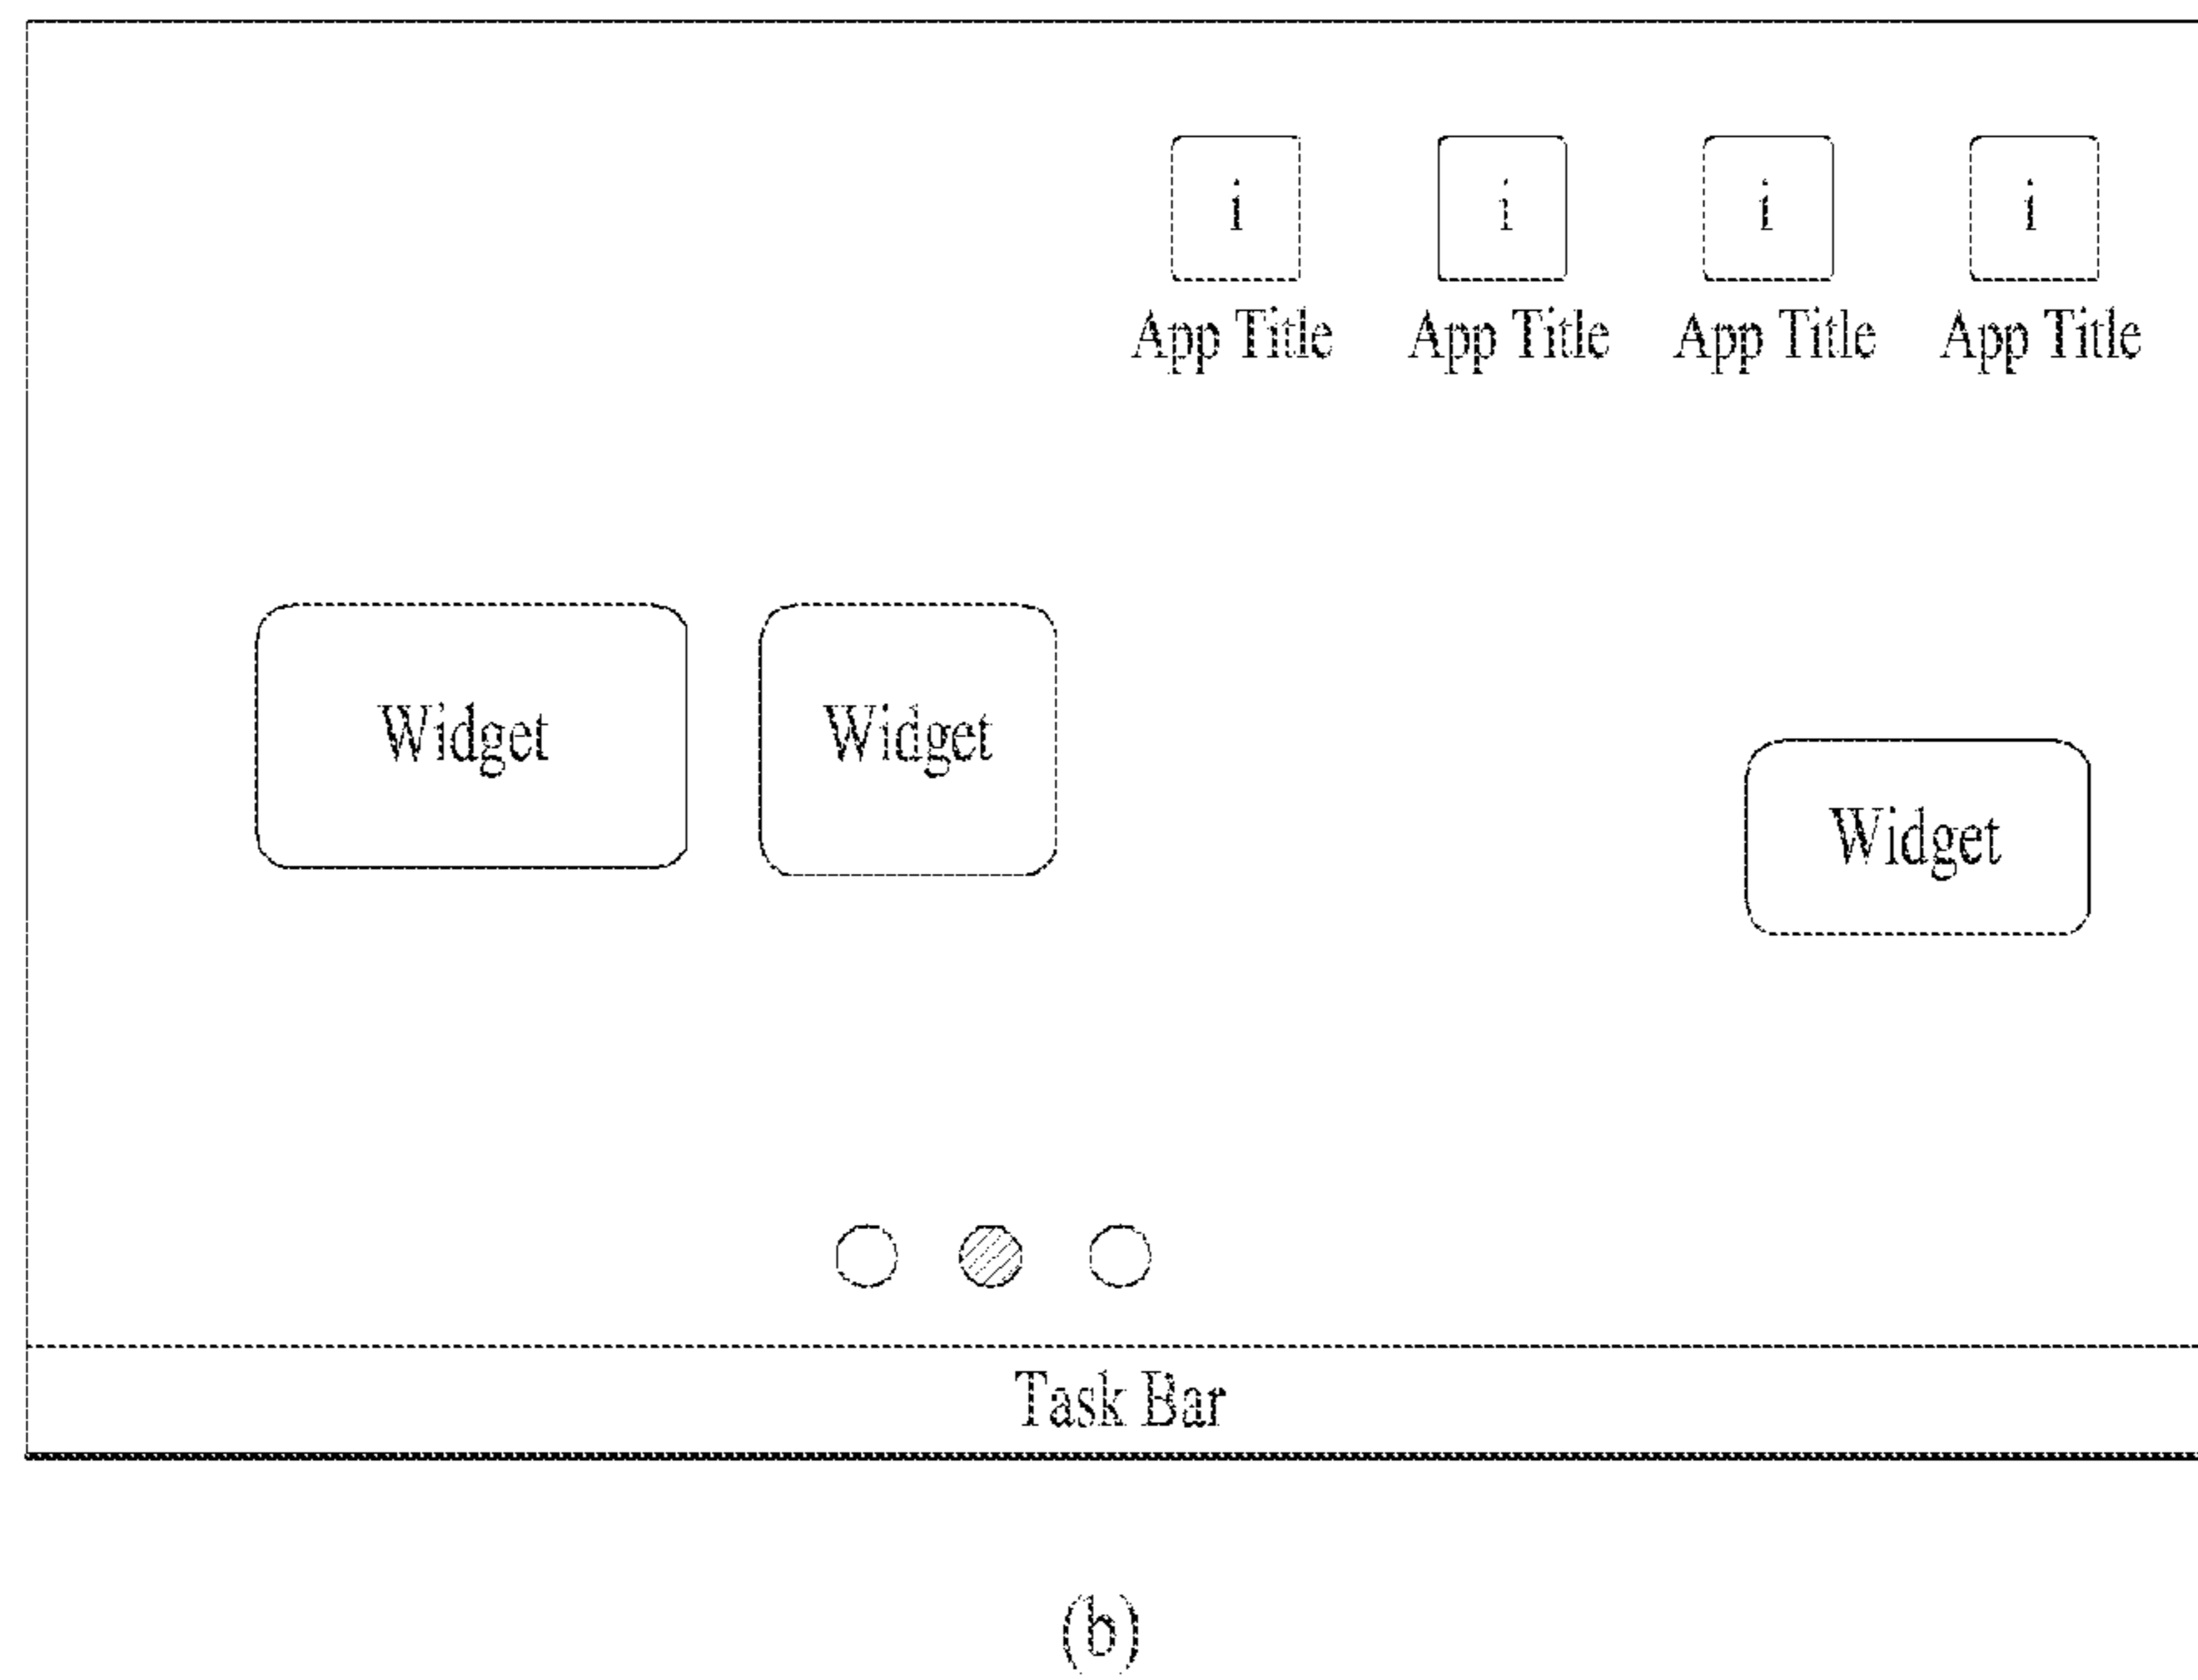 i i i i
App Title App Title App Title App Title
Widget Widget
Widget
Task Bar
(b)